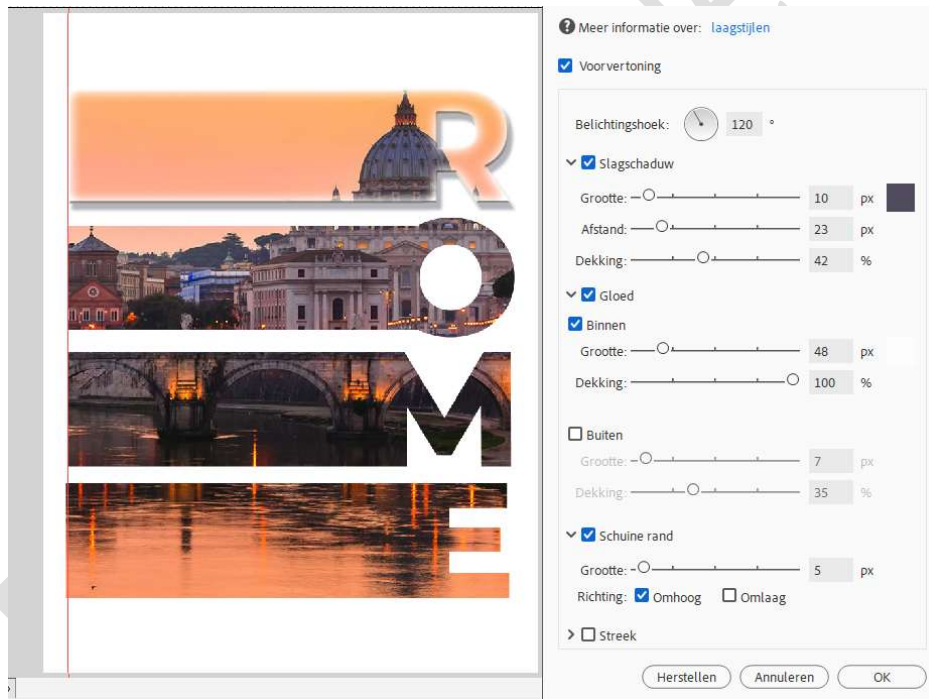 R
O
M
E
Meer informatie over: laagstijlen
Voorvertoning
Belichtingshoek: 120 °
Slagschaduw
Grootte: 10 px
Afstand: 23 px
Dekking: 42 %
Gloed
Binnen
Grootte: 48 px
Dekking: 100 %
Buiten
Grootte: 7 px
Dekking: 35 %
Schuine rand
Grootte: 5 px
Richting: Omhoog Omlaag
Streek
Herstellen Annuleren OK